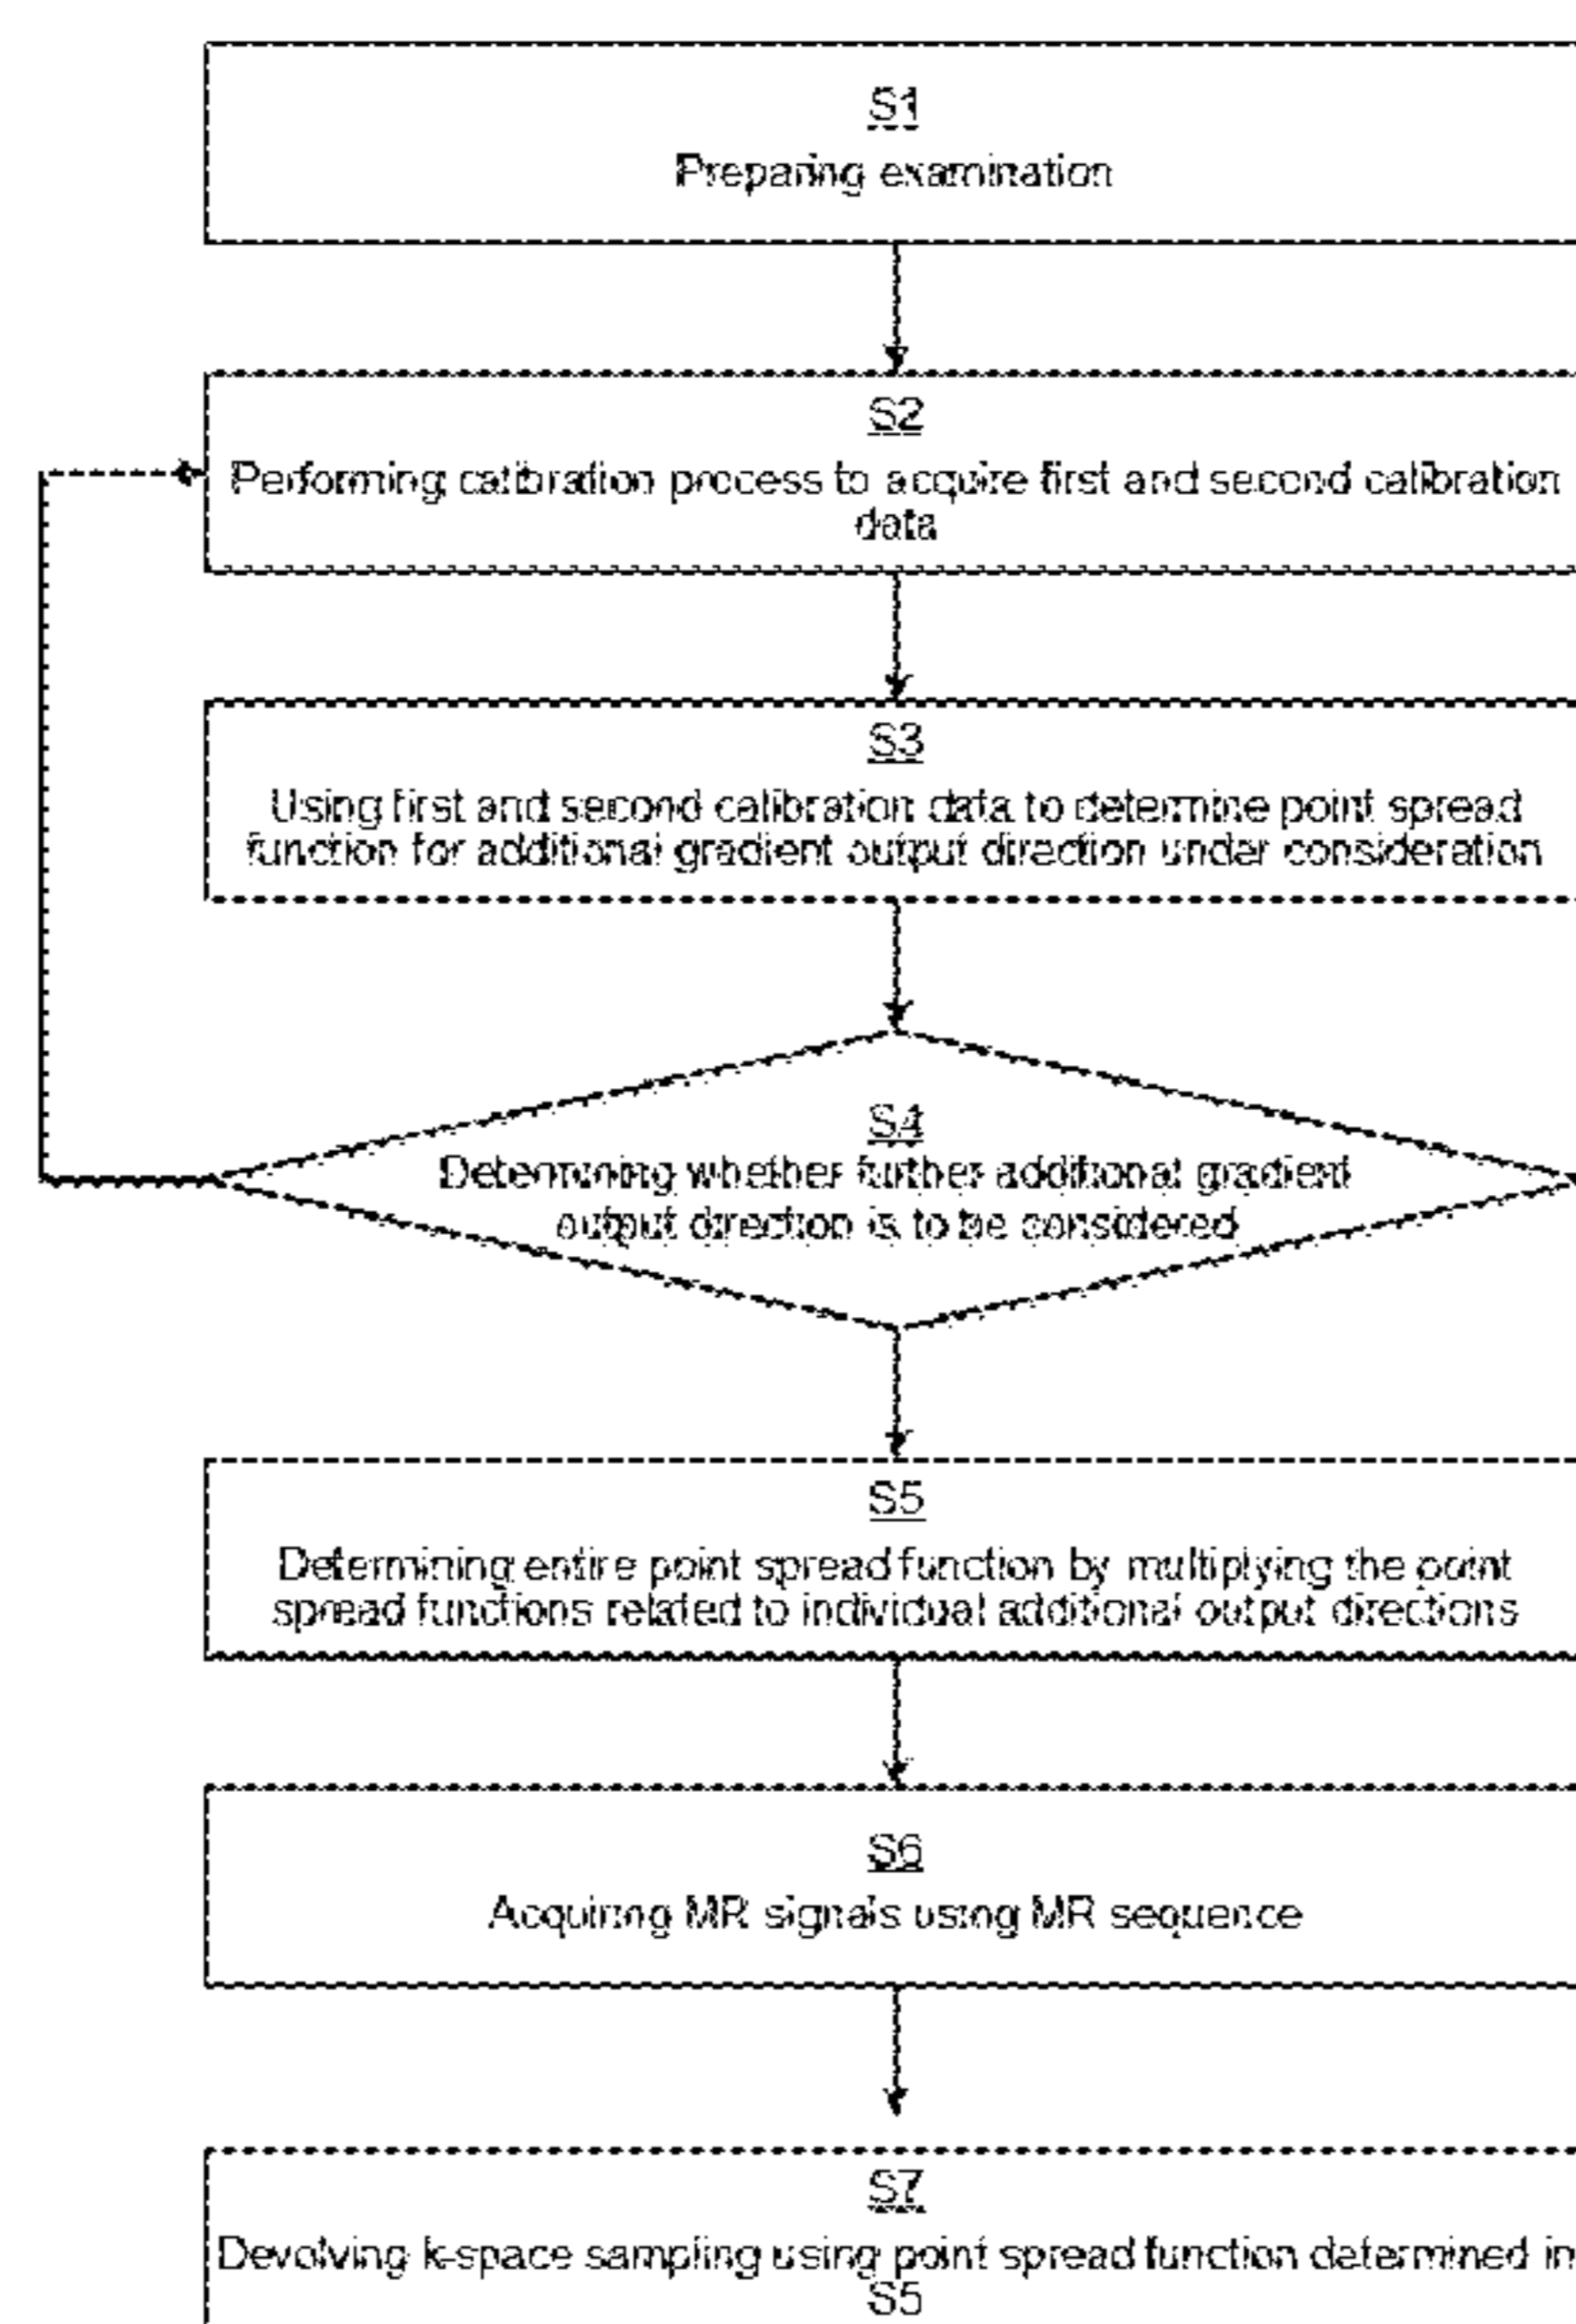 S1
Preparing examination
S2
Performing calibration process to acquire first and second calibration
data
S3
Using first and second calibration data to determine point spread
function for additional gradient output direction under consideration
S4
Determining whether further additional gradient
output direction is to be considered
S5
Determining entire point spread function by multiplying the point
spread functions related to individual additional output directions
S6
Acquiring MR signals using MR sequence
S7
Devolving k-space sampling using point spread function determined in
S5